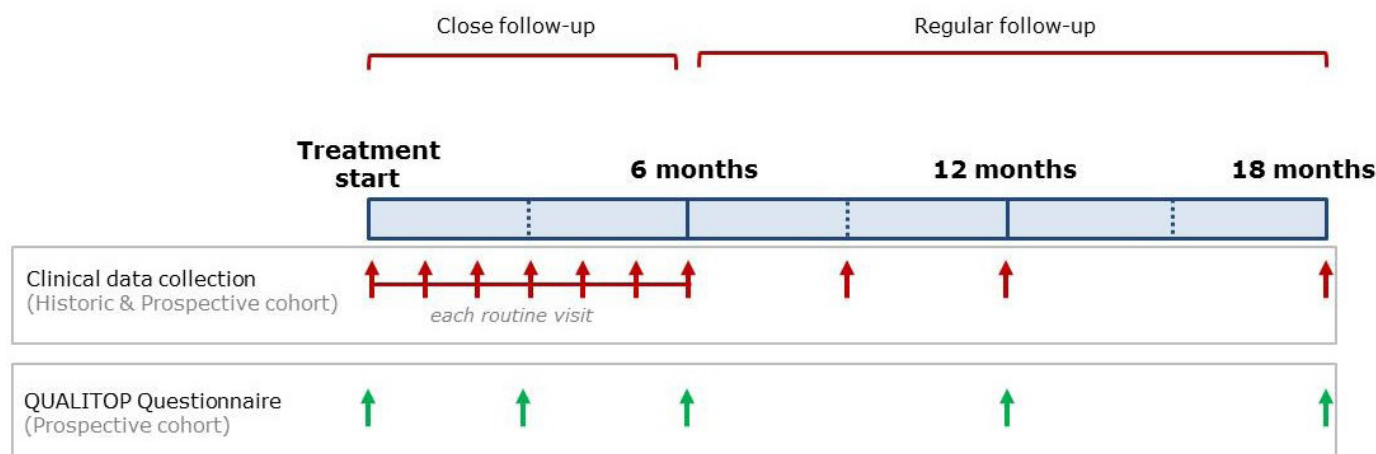 Close follow-up
Regular follow-up
Treatment
start
6 months
12 months
18 months
Clinical data collection
(Historic & Prospective cohort)
each routine visit
QUALITOP Questionnaire
(Prospective cohort)